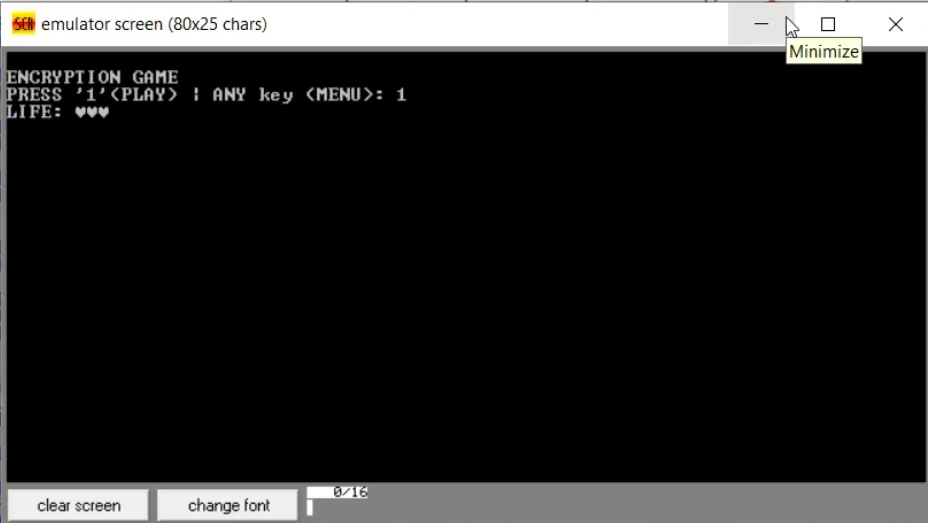 SCR emulator screen (80x25 chars)
Minimize
ENCRYPTION GAME
PRESS '1'(PLAY) | ANY key (MENU): 1
LIFE: ♥♥♥
clear screen
change font
0/16